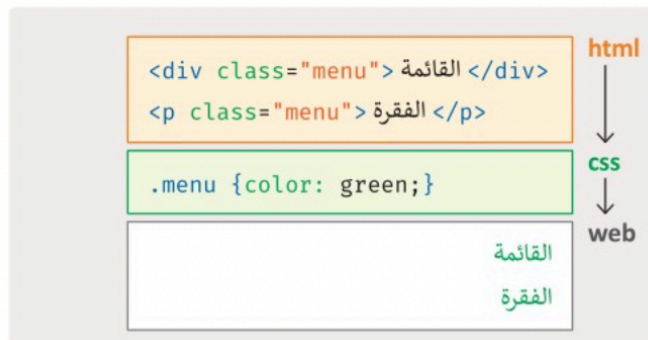 html
<div class="menu"> القائمة </div>
<p class="menu"> الفقرة </p>
css
.menu {color: green;}
web
القائمة
الفقرة